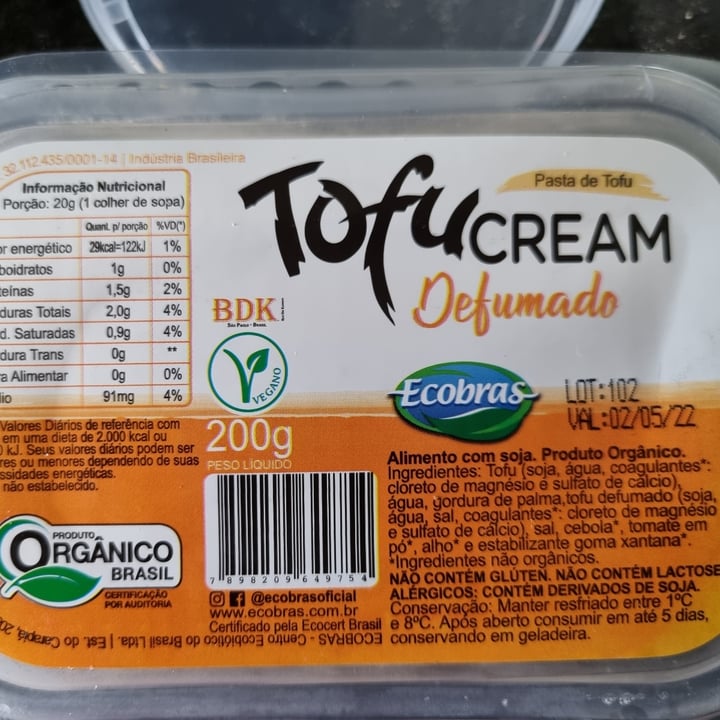 32.112.435/0001-14 | Indústria Brasileira
Informação Nutricional
Porção: 20g (1 colher de sopa)
Quant. p/ porção %VD(*)
or energético 29kcal=122kJ 1%
boidratos 1g 0%
teínas 1,5g 2%
duras Totais 2,0g 4%
d. Saturadas 0,9g 4%
dura Trans 0g **
a Alimentar 0g 0%
io 91mg 4%
Valores Diários de referência com
em uma dieta de 2.000 kcal ou
0 kJ. Seus valores diários podem ser
res ou menores dependendo de suas
ssidades energéticas.
não estabelecido.
PRODUTO
ORGÂNICO
BRASIL
CERTIFICAÇÃO
POR AUDITORIA
Pasta de Tofu
Tofu CREAM
Defumado
BDK
São Paulo - Brasil
VEGANO
200g
PESO LÍQUIDO
Ecobras
LOT:102
VAL:02/05/22
7 898209 649754
@ecobrasoficial
www.ecobras.com.br
Certificado pela Ecocert Brasil
ECOBRAS - Centro Ecobiótico do Brasil Ltda. | Est. do Carapiá, 20
Alimento com soja. Produto Orgânico.
Ingredientes: Tofu (soja, água, coagulantes*:
cloreto de magnésio e sulfato de cálcio),
água, gordura de palma, tofu defumado (soja,
água, sal, coagulantes*: cloreto de magnésio
e sulfato de cálcio), sal, cebola*, tomate em
pó*, alho* e estabilizante goma xantana*.
*Ingredientes não orgânicos.
NÃO CONTÉM GLÚTEN. NÃO CONTÉM LACTOSE
ALÉRGICOS: CONTÉM DERIVADOS DE SOJA.
Conservação: Manter resfriado entre 1ºC
e 8ºC. Após aberto consumir em até 5 dias,
conservando em geladeira.